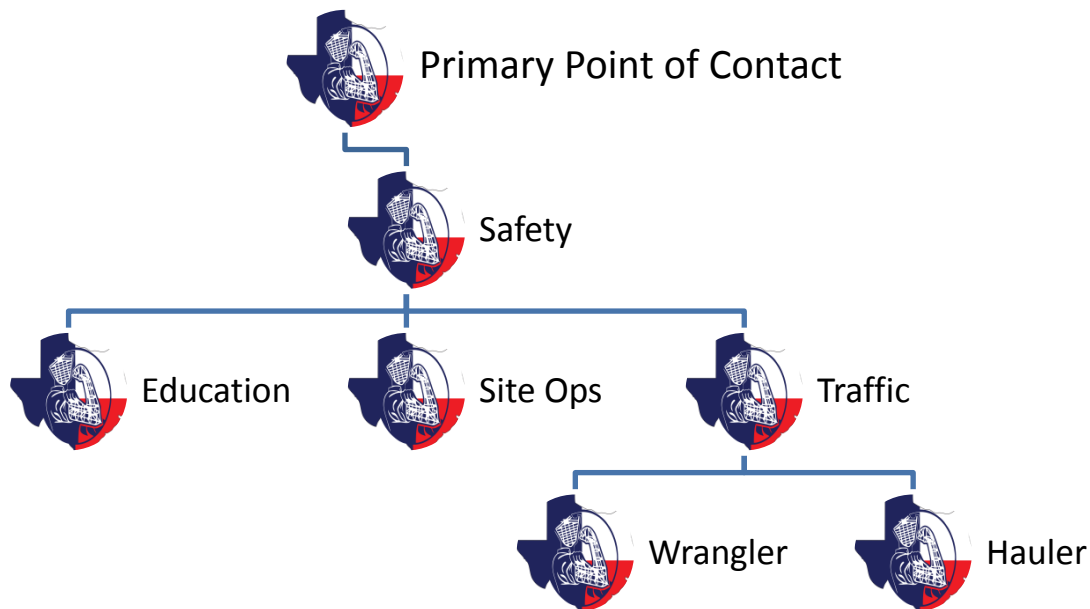 Primary Point of Contact
Safety
Education
Site Ops
Traffic
Wrangler
Hauler